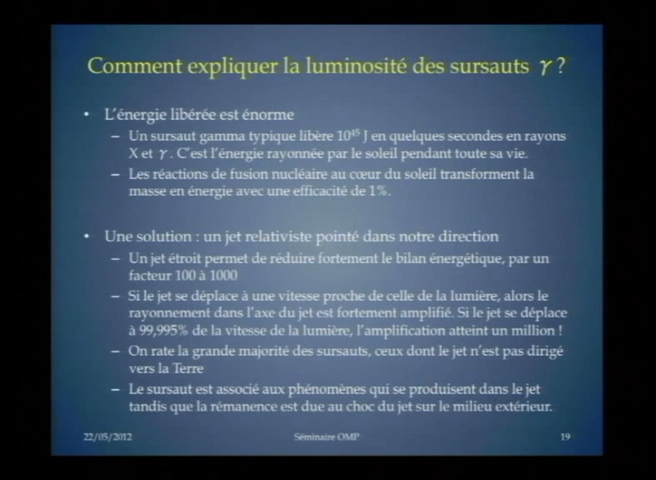 Comment expliquer la luminosité des sursauts γ ?
• L'énergie libérée est énorme
– Un sursaut gamma typique libère 10⁴⁵ J en quelques secondes en rayons
X et γ. C'est l'énergie rayonnée par le soleil pendant toute sa vie.
– Les réactions de fusion nucléaire au cœur du soleil transforment la
masse en énergie avec une efficacité de 1%.
• Une solution : un jet relativiste pointé dans notre direction
– Un jet étroit permet de réduire fortement le bilan énergétique, par un
facteur 100 à 1000
– Si le jet se déplace à une vitesse proche de celle de la lumière, alors le
rayonnement dans l'axe du jet est fortement amplifié. Si le jet se déplace
à 99,995% de la vitesse de la lumière, l'amplification atteint un million !
– On rate la grande majorité des sursauts, ceux dont le jet n'est pas dirigé
vers la Terre
– Le sursaut est associé aux phénomènes qui se produisent dans le jet
tandis que la rémanence est due au choc du jet sur le milieu extérieur.
22/05/2012 Séminaire OMP 19